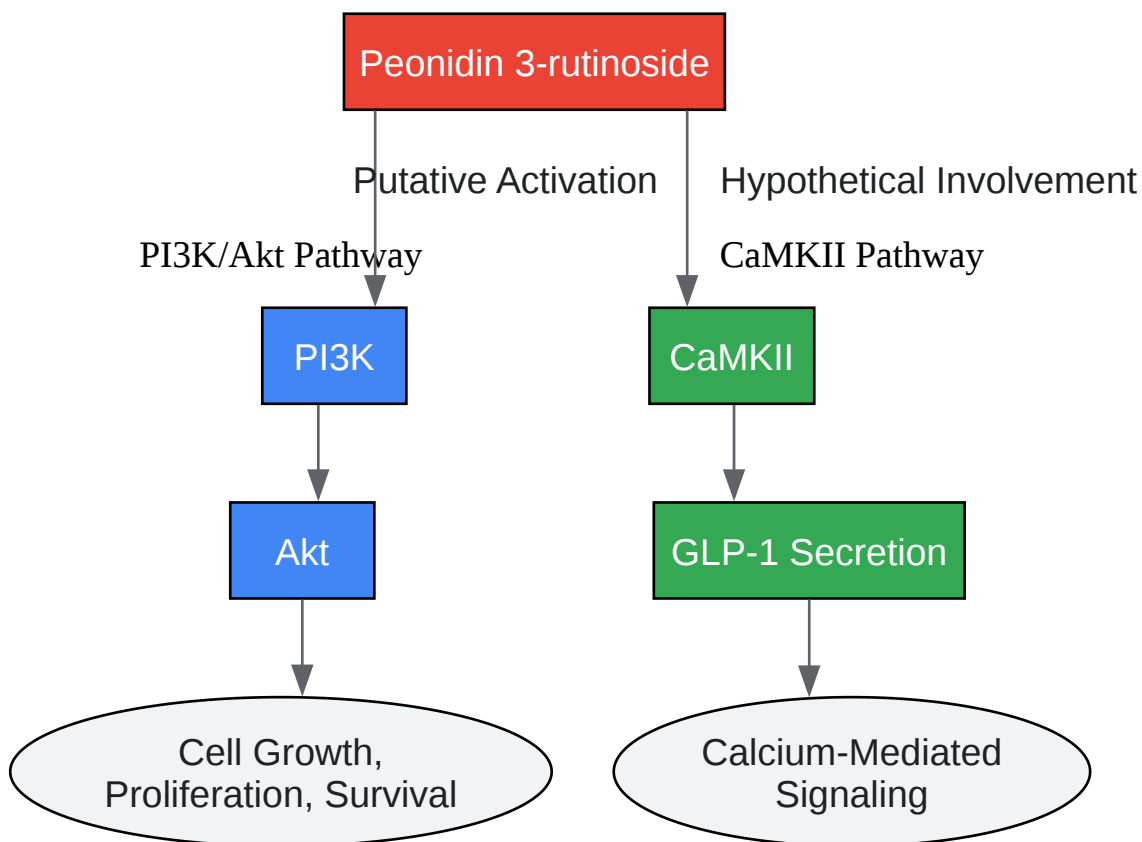 Peonidin 3-rutinoside
Putative Activation
Hypothetical Involvement
PI3K/Akt Pathway
CaMKII Pathway
PI3K
CaMKII
Akt
GLP-1 Secretion
Cell Growth,
Proliferation, Survival
Calcium-Mediated
Signaling